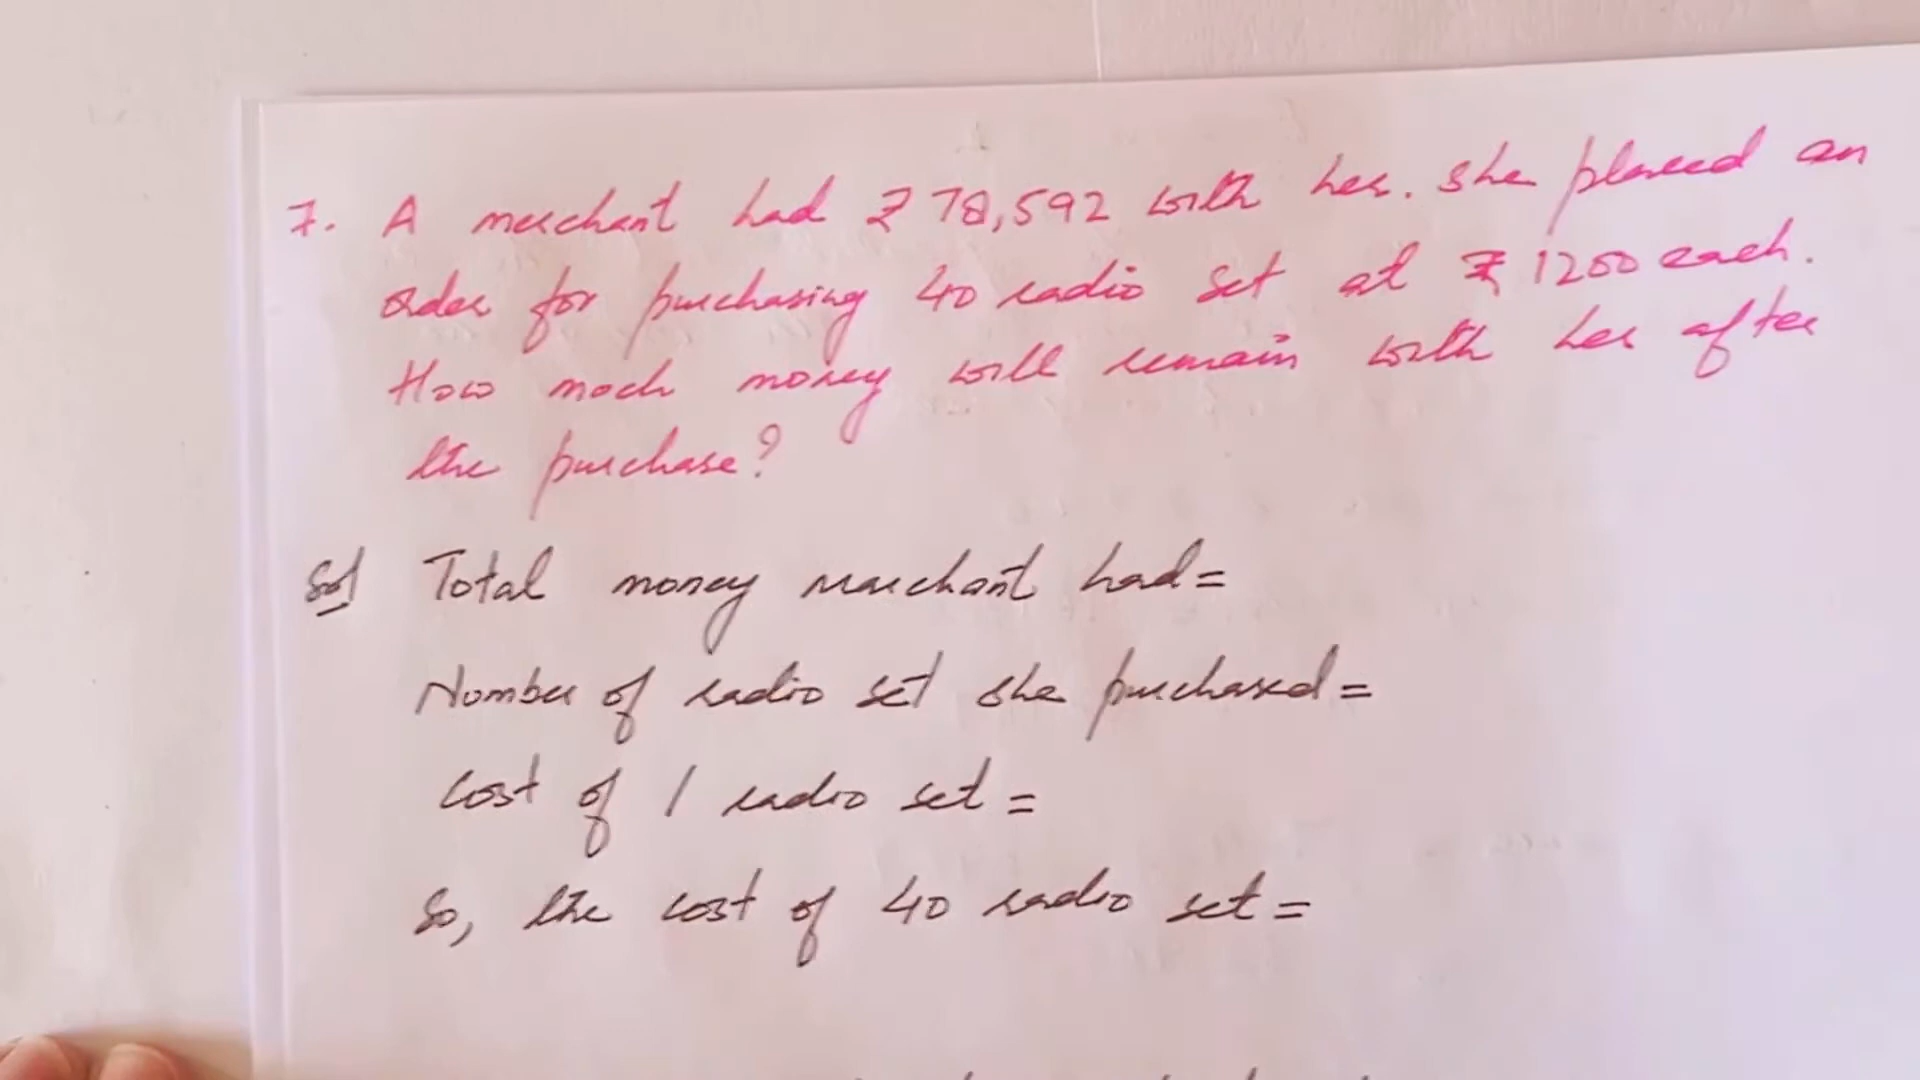 7. A merchant had ₹ 78,592 with her. She placed an
order for purchasing 40 radio set at ₹ 1200 each.
How much money will remain with her after
the purchase?
Sol Total money merchant had=
Number of radio set she purchased=
Cost of 1 radio set=
So, the cost of 40 radio set=